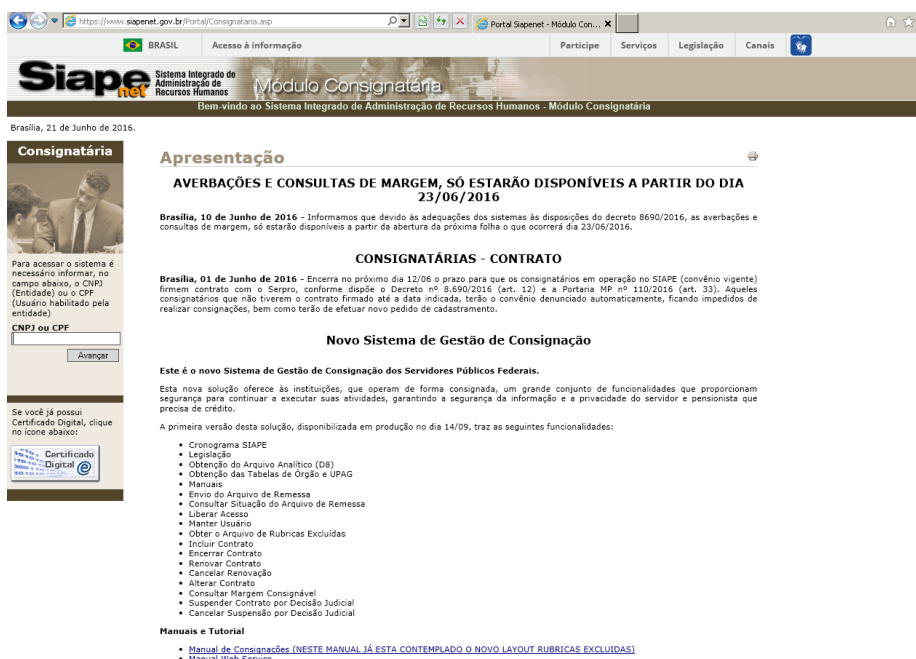 https://www.siapenet.gov.br/Portal/Consignataria.asp
Portal Siapenet - Módulo Con...
BRASIL Acesso à informação Participe Serviços Legislação Canais
Siape net
Sistema Integrado de
Administração de
Recursos Humanos
Módulo Consignatária
Bem-vindo ao Sistema Integrado de Administração de Recursos Humanos - Módulo Consignatária
Brasília, 21 de Junho de 2016.
Consignatária
Para acessar o sistema é
necessário informar, no
campo abaixo, o CNPJ
(Entidade) ou o CPF
(Usuário habilitado pela
entidade)
CNPJ ou CPF
Avançar
Se você já possui
Certificado Digital, clique
no ícone abaixo:
Certificado
Digital
Apresentação
AVERBAÇÕES E CONSULTAS DE MARGEM, SÓ ESTARÃO DISPONÍVEIS A PARTIR DO DIA
23/06/2016
Brasília, 10 de Junho de 2016 - Informamos que devido às adequações dos sistemas às disposições do decreto 8690/2016, as averbações e
consultas de margem, só estarão disponíveis a partir da abertura da próxima folha o que ocorrerá dia 23/06/2016.
CONSIGNATÁRIAS - CONTRATO
Brasília, 01 de Junho de 2016 - Encerra no próximo dia 12/06 o prazo para que os consignatários em operação no SIAPE (convênio vigente)
firmem contrato com o Serpro, conforme dispõe o Decreto nº 8.690/2016 (art. 12) e a Portaria MP nº 110/2016 (art. 33). Aqueles
consignatários que não tiverem o contrato firmado até a data indicada, terão o convênio denunciado automaticamente, ficando impedidos de
realizar consignações, bem como terão de efetuar novo pedido de cadastramento.
Novo Sistema de Gestão de Consignação
Este é o novo Sistema de Gestão de Consignação dos Servidores Públicos Federais.
Esta nova solução oferece às instituições, que operam de forma consignada, um grande conjunto de funcionalidades que proporcionam
segurança para continuar a executar suas atividades, garantindo a segurança da informação e a privacidade do servidor e pensionista que
precisa de crédito.
A primeira versão desta solução, disponibilizada em produção no dia 14/09, traz as seguintes funcionalidades:
• Cronograma SIAPE
• Legislação
• Obtenção do Arquivo Analítico (D8)
• Obtenção das Tabelas de Órgão e UPAG
• Manuais
• Envio do Arquivo de Remessa
• Consultar Situação do Arquivo de Remessa
• Liberar Acesso
• Manter Usuário
• Obter o Arquivo de Rubricas Excluídas
• Incluir Contrato
• Encerrar Contrato
• Renovar Contrato
• Cancelar Renovação
• Alterar Contrato
• Consultar Margem Consignável
• Suspender Contrato por Decisão Judicial
• Cancelar Suspensão por Decisão Judicial
Manuais e Tutorial
• Manual de Consignações (NESTE MANUAL JÁ ESTA CONTEMPLADO O NOVO LAYOUT RUBRICAS EXCLUIDAS)
• Manual Web Service